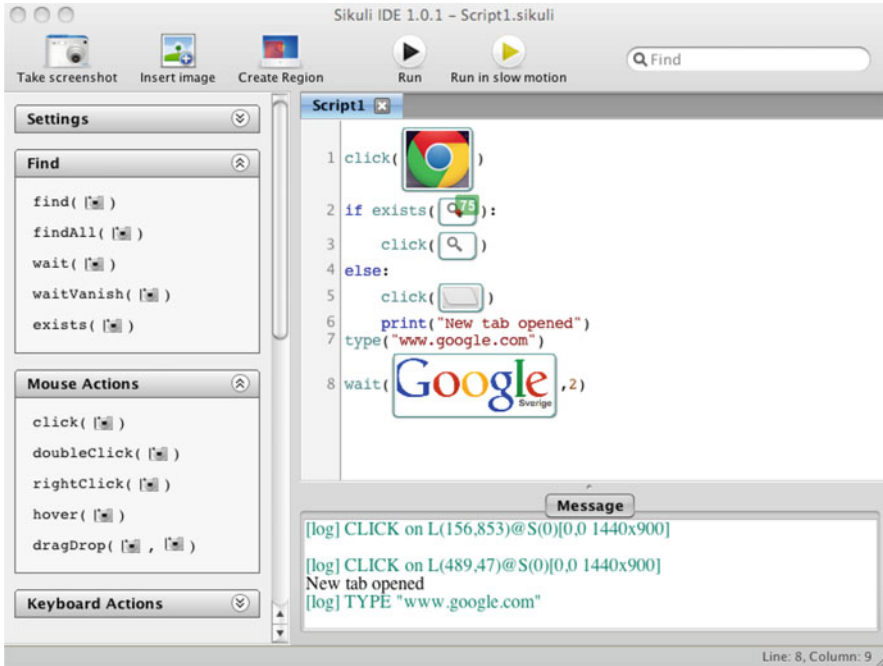 Sikuli IDE 1.0.1 – Script1.sikuli
Take screenshot Insert image Create Region Run Run in slow motion Find
Settings
Find
find( )
findAll( )
wait( )
waitVanish( )
exists( )
Mouse Actions
click( )
doubleClick( )
rightClick( )
hover( )
dragDrop( , )
Keyboard Actions
Script1
1 click( )
2 if exists( 75 ):
3 click( )
4 else:
5 click( )
6 print("New tab opened")
7 type("www.google.com")
8 wait( Google Sverige ,2)
Message
[log] CLICK on L(156,853)@S(0)[0,0 1440x900]
[log] CLICK on L(489,47)@S(0)[0,0 1440x900]
New tab opened
[log] TYPE "www.google.com"
Line: 8, Column: 9